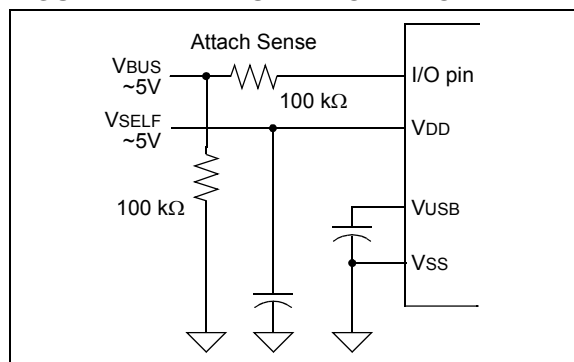 Attach Sense
VBUS
~5V
I/O pin
100 kΩ
VSELF
~5V
VDD
100 kΩ
VUSB
VSS